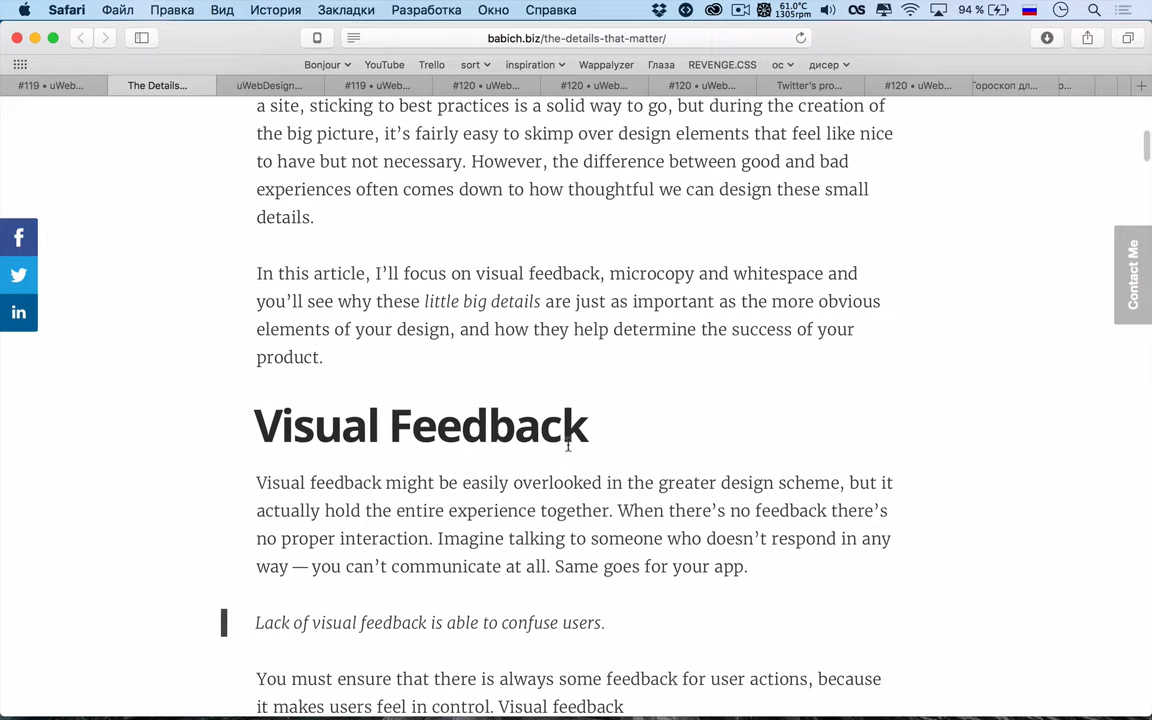 Safari Файл Правка Вид История Закладки Разработка Окно Справка 61.0°C 1305rpm 94 %
babich.biz/the-details-that-matter/
Bonjour YouTube Trello sort inspiration Wappalyzer Глаза REVENGE.CSS ос дисер
#119 • uWeb... The Details... uWebDesign... #119 • uWeb... #120 • uWeb... #120 • uWeb... #120 • uWeb... Twitter's pro... #120 • uWeb... Гороскоп дл...
a site, sticking to best practices is a solid way to go, but during the creation of
the big picture, it's fairly easy to skimp over design elements that feel like nice
to have but not necessary. However, the difference between good and bad
experiences often comes down to how thoughtful we can design these small
details.
In this article, I'll focus on visual feedback, microcopy and whitespace and
you'll see why these little big details are just as important as the more obvious
elements of your design, and how they help determine the success of your
product.
Contact Me
Visual Feedback
Visual feedback might be easily overlooked in the greater design scheme, but it
actually hold the entire experience together. When there's no feedback there's
no proper interaction. Imagine talking to someone who doesn't respond in any
way — you can't communicate at all. Same goes for your app.
Lack of visual feedback is able to confuse users.
You must ensure that there is always some feedback for user actions, because
it makes users feel in control. Visual feedback